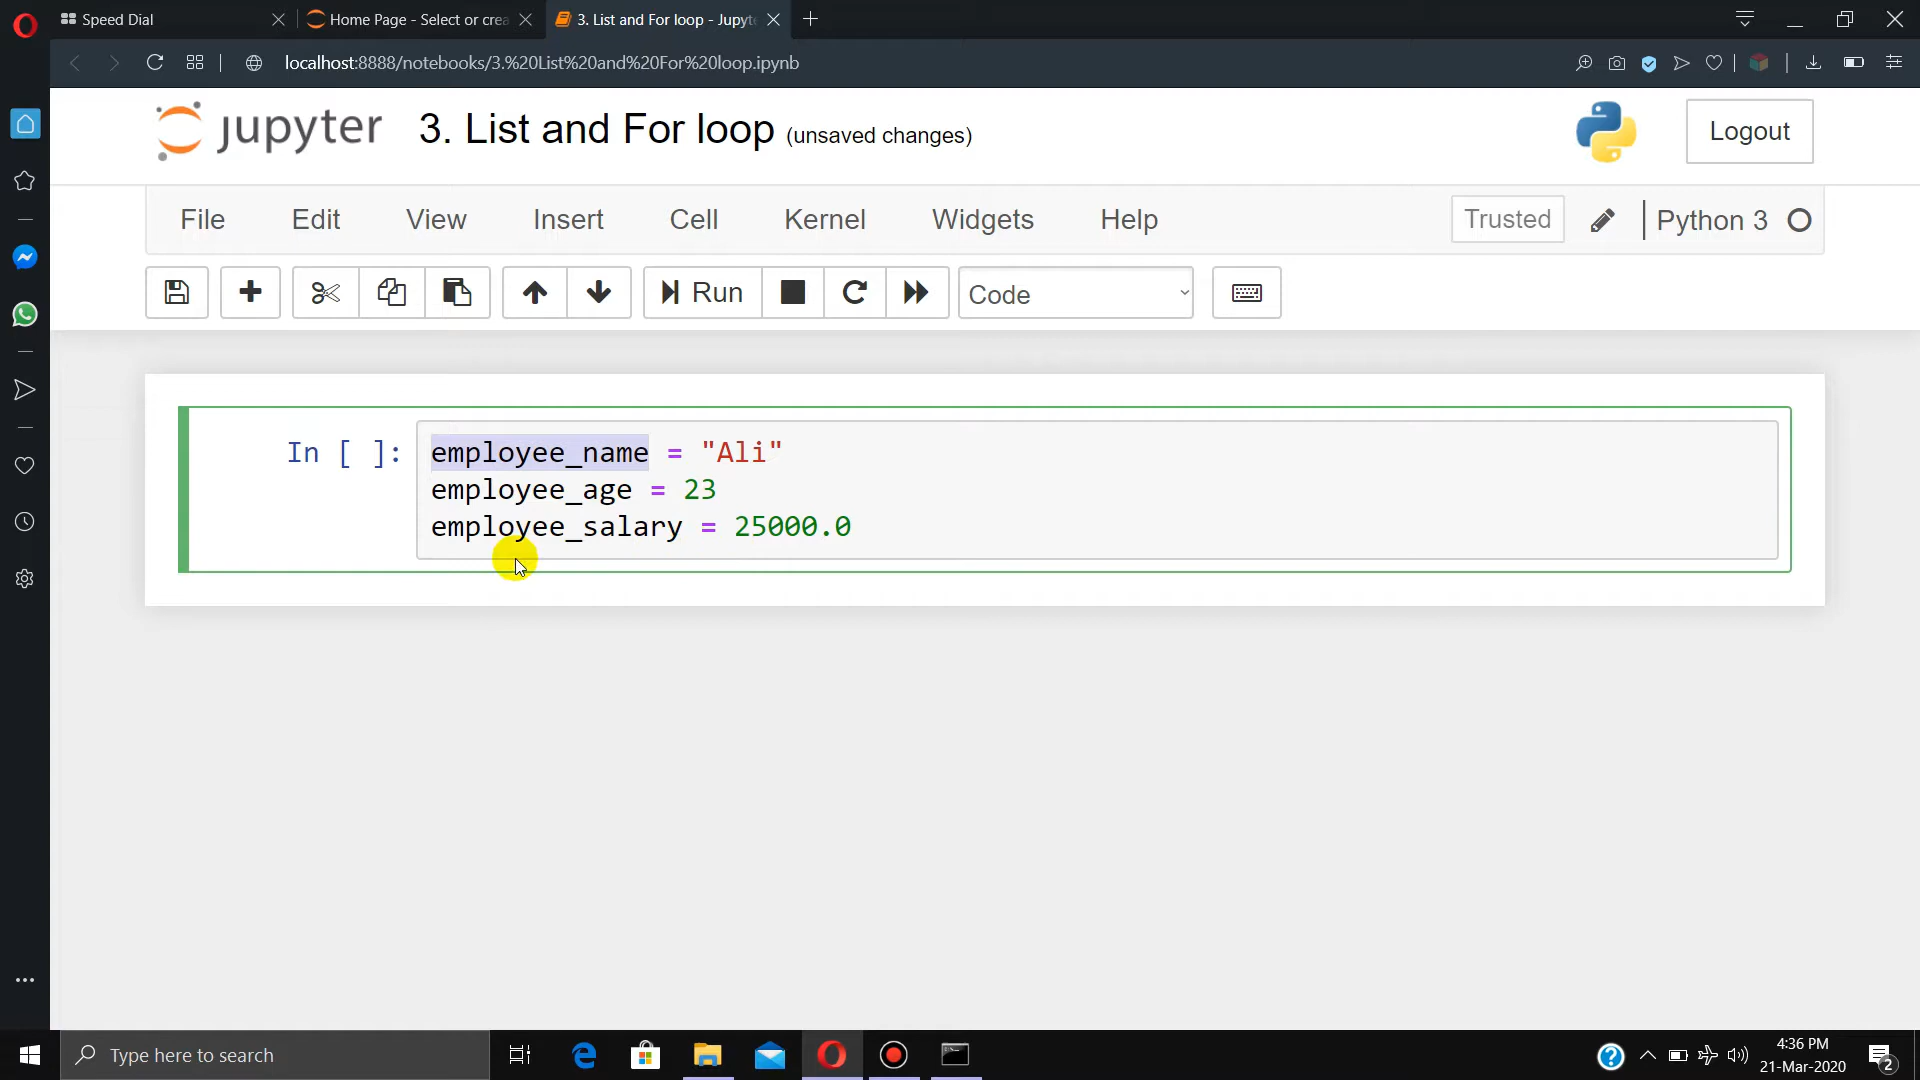 Speed Dial
Home Page - Select or crea
3. List and For loop - Jupyt
localhost:8888/notebooks/3.%20List%20and%20For%20loop.ipynb
jupyter
3. List and For loop (unsaved changes)
Logout
File Edit View Insert Cell Kernel Widgets Help
Trusted
Python 3
Run
Code
In [ ]:
employee_name = "Ali"
employee_age = 23
employee_salary = 25000.0
Type here to search
4:36 PM
21-Mar-2020
2